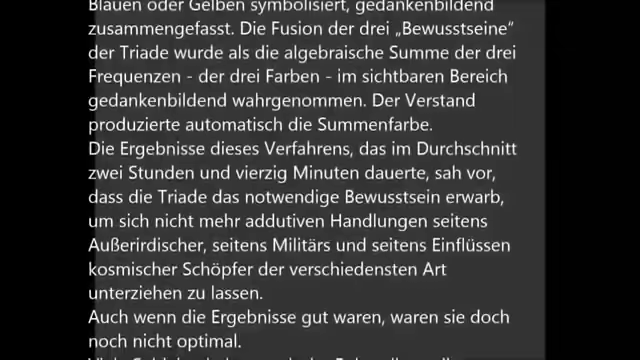 Blauen oder Gelben symbolisiert, gedankenbildend
zusammengefasst. Die Fusion der drei „Bewusstseine“
der Triade wurde als die algebraische Summe der drei
Frequenzen - der drei Farben - im sichtbaren Bereich
gedankenbildend wahrgenommen. Der Verstand
produzierte automatisch die Summenfarbe.
Die Ergebnisse dieses Verfahrens, das im Durchschnitt
zwei Stunden und vierzig Minuten dauerte, sah vor,
dass die Triade das notwendige Bewusstsein erwarb,
um sich nicht mehr addutiven Handlungen seitens
Außerirdischer, seitens Militärs und seitens Einflüssen
kosmischer Schöpfer der verschiedensten Art
unterziehen zu lassen.
Auch wenn die Ergebnisse gut waren, waren sie doch
noch nicht optimal.